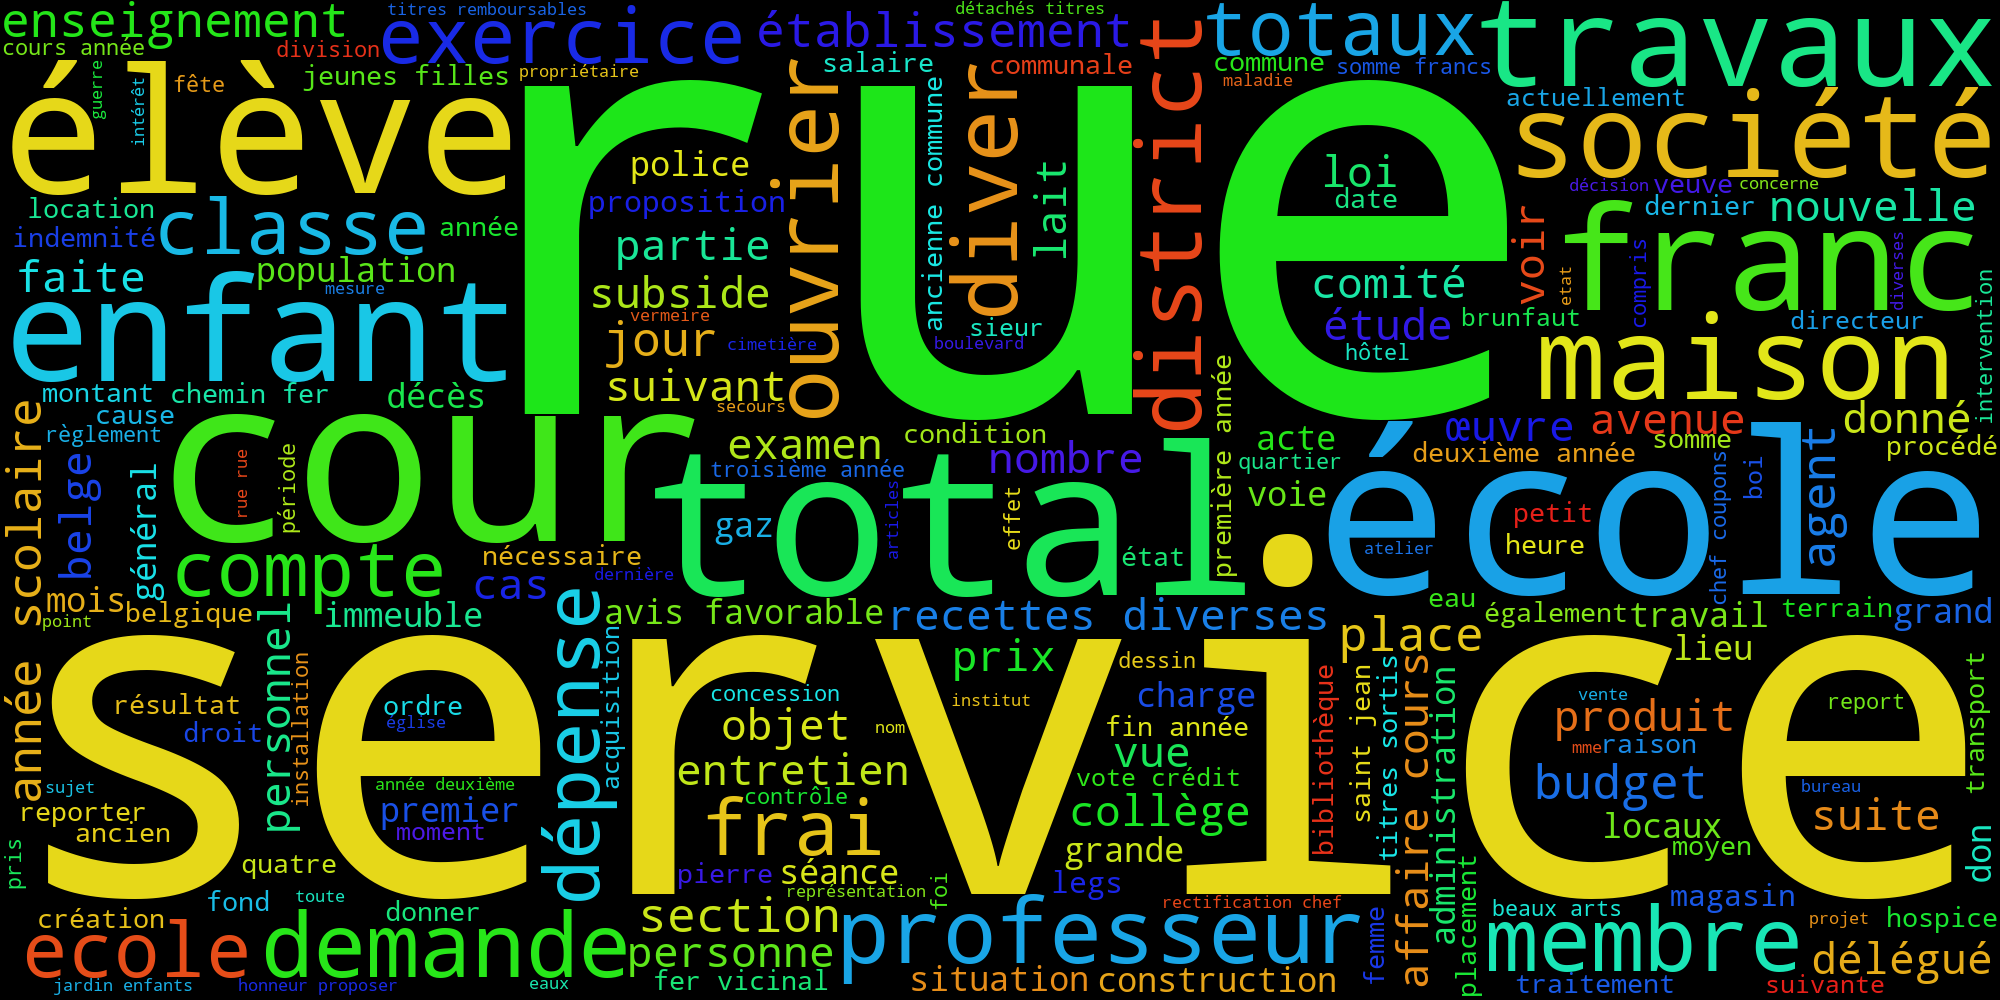 enseignement
titres remboursables
exercice
détachés titres
établissement
totaux
travaux
cours année
division
jeunes filles
propriétaire
salaire
communale
commune
somme francs
maladie
guerre
intérêt
fête
élève
rue
ouvrier
ancienne commune
diver
lait
district
actuellement
société
police
proposition
loi
date
décision
veuve
concerne
location
indemnité
classe
année
partie
voir
dernier
nouvelle
franc
faite
population
mesure
enfant
subside
vermeire
jour
cimetière
sieur
boulevard
comité
étude
hôtel
etat
compris
diverses
brunfaut
directeur
intervention
maison
montant
chemin fer
décès
suivant
secours
première année
cause
règlement
scolaire
belge
général
rue rue
période
cour
examen
condition
nombre
troisième année
acte
quartier
voie
œuvre
avenue
donné
deuxième année
somme
procédé
total
école
gaz
articles
effet
état
petit
heure
atelier
chef coupons
boi
agent
compte
nécessaire
cas
dernière
mois
point
belgique
immeuble
avis favorable
recettes diverses
eau
également
travail
terrain
grand
place
lieu
service
année
personnel
installation
dépense
acquisition
prix
dessin
résultat
droit
ordre
église
concession
objet
institut
nom
charge
fin année
vue
bibliothèque
saint jean
titres sortis
affaire cours
administration
vente
produit
mme
raison
report
transport
sujet
reporter
ancien
année deuxième
premier
moment
entretien
contrôle
frai
vote crédit
collège
grande
budget
bureau
suite
locaux
moyen
don
pris
quatre
pierre
séance
représentation
foi
legs
placement
création
fond
toute
donner
section
rectification chef
femme
beaux arts
magasin
projet
hospice
ecole
demande
personne
professeur
membre
délégué
jardin enfants
honneur proposer
eaux
fer vicinal
situation
construction
traitement
suivante